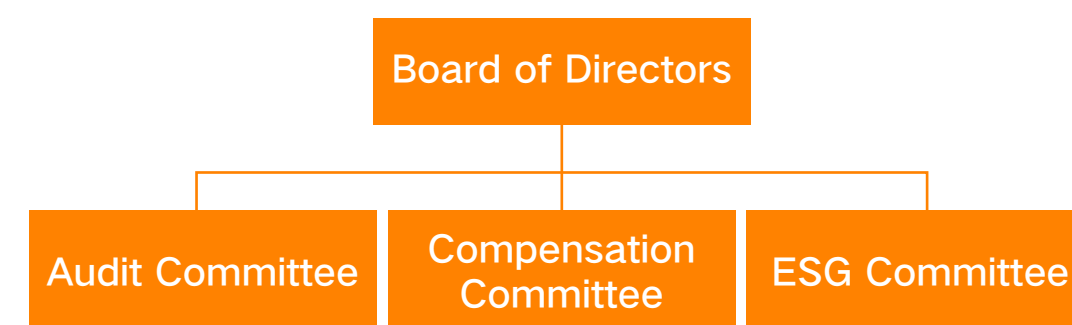 Board of Directors
Audit Committee
Compensation
Committee
ESG Committee